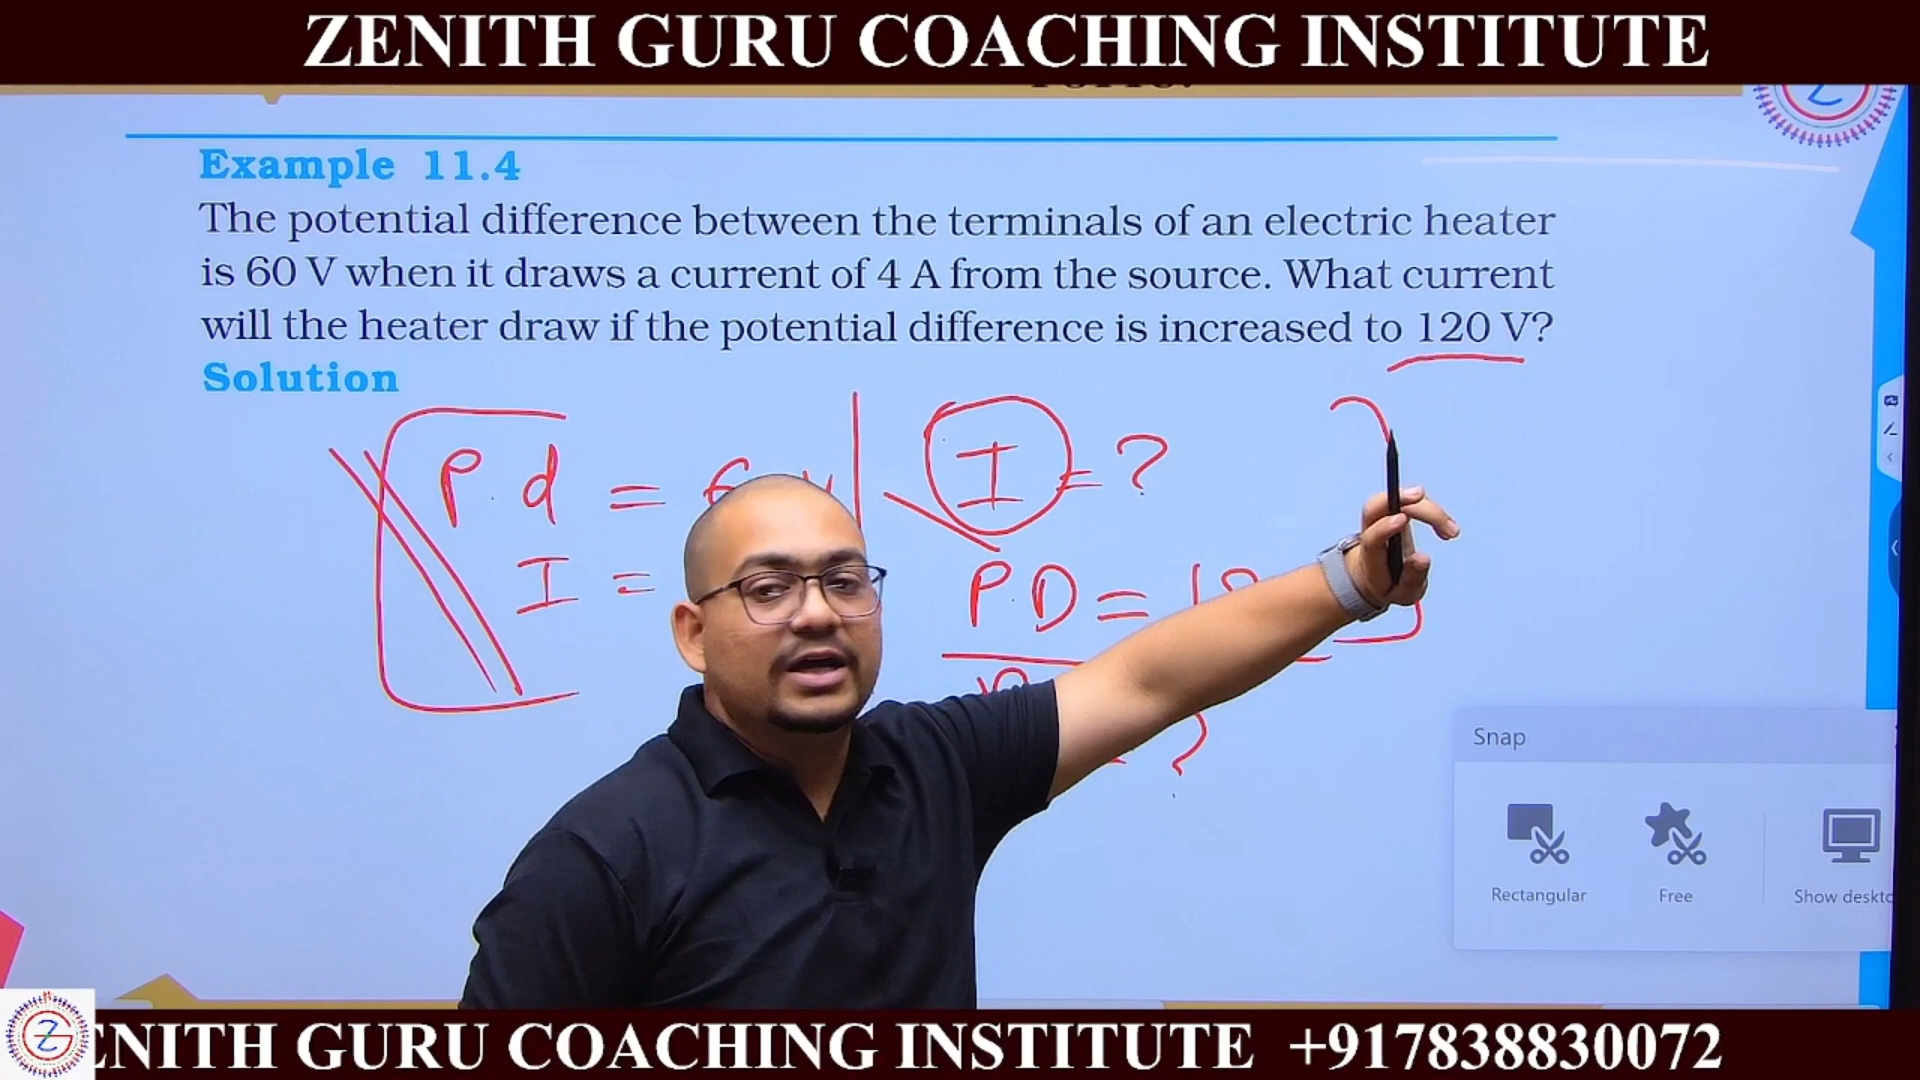 ZENITH GURU COACHING INSTITUTE
Example 11.4
The potential difference between the terminals of an electric heater
is 60 V when it draws a current of 4 A from the source. What current
will the heater draw if the potential difference is increased to 120 V?
Solution
P.d =
I = ?
I =
P.D =
?
Snap
Rectangular
Free
Show
ENITH GURU COACHING INSTITUTE +917838830072